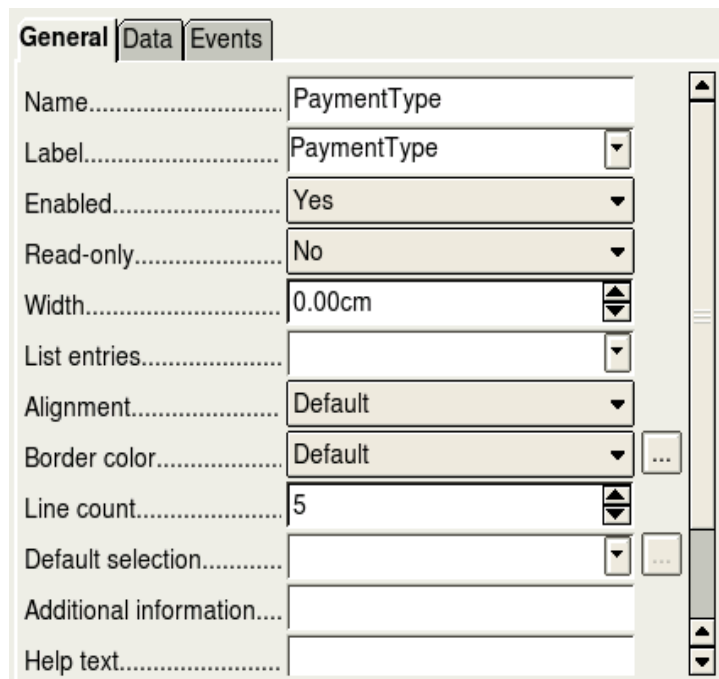 General Data Events
Name............................ PaymentType
Label............................ PaymentType
Enabled........................ Yes
Read-only..................... No
Width............................ 0.00cm
List entries....................
Alignment..................... Default
Border color.................. Default ...
Line count..................... 5
Default selection............ ...
Additional information....
Help text.......................